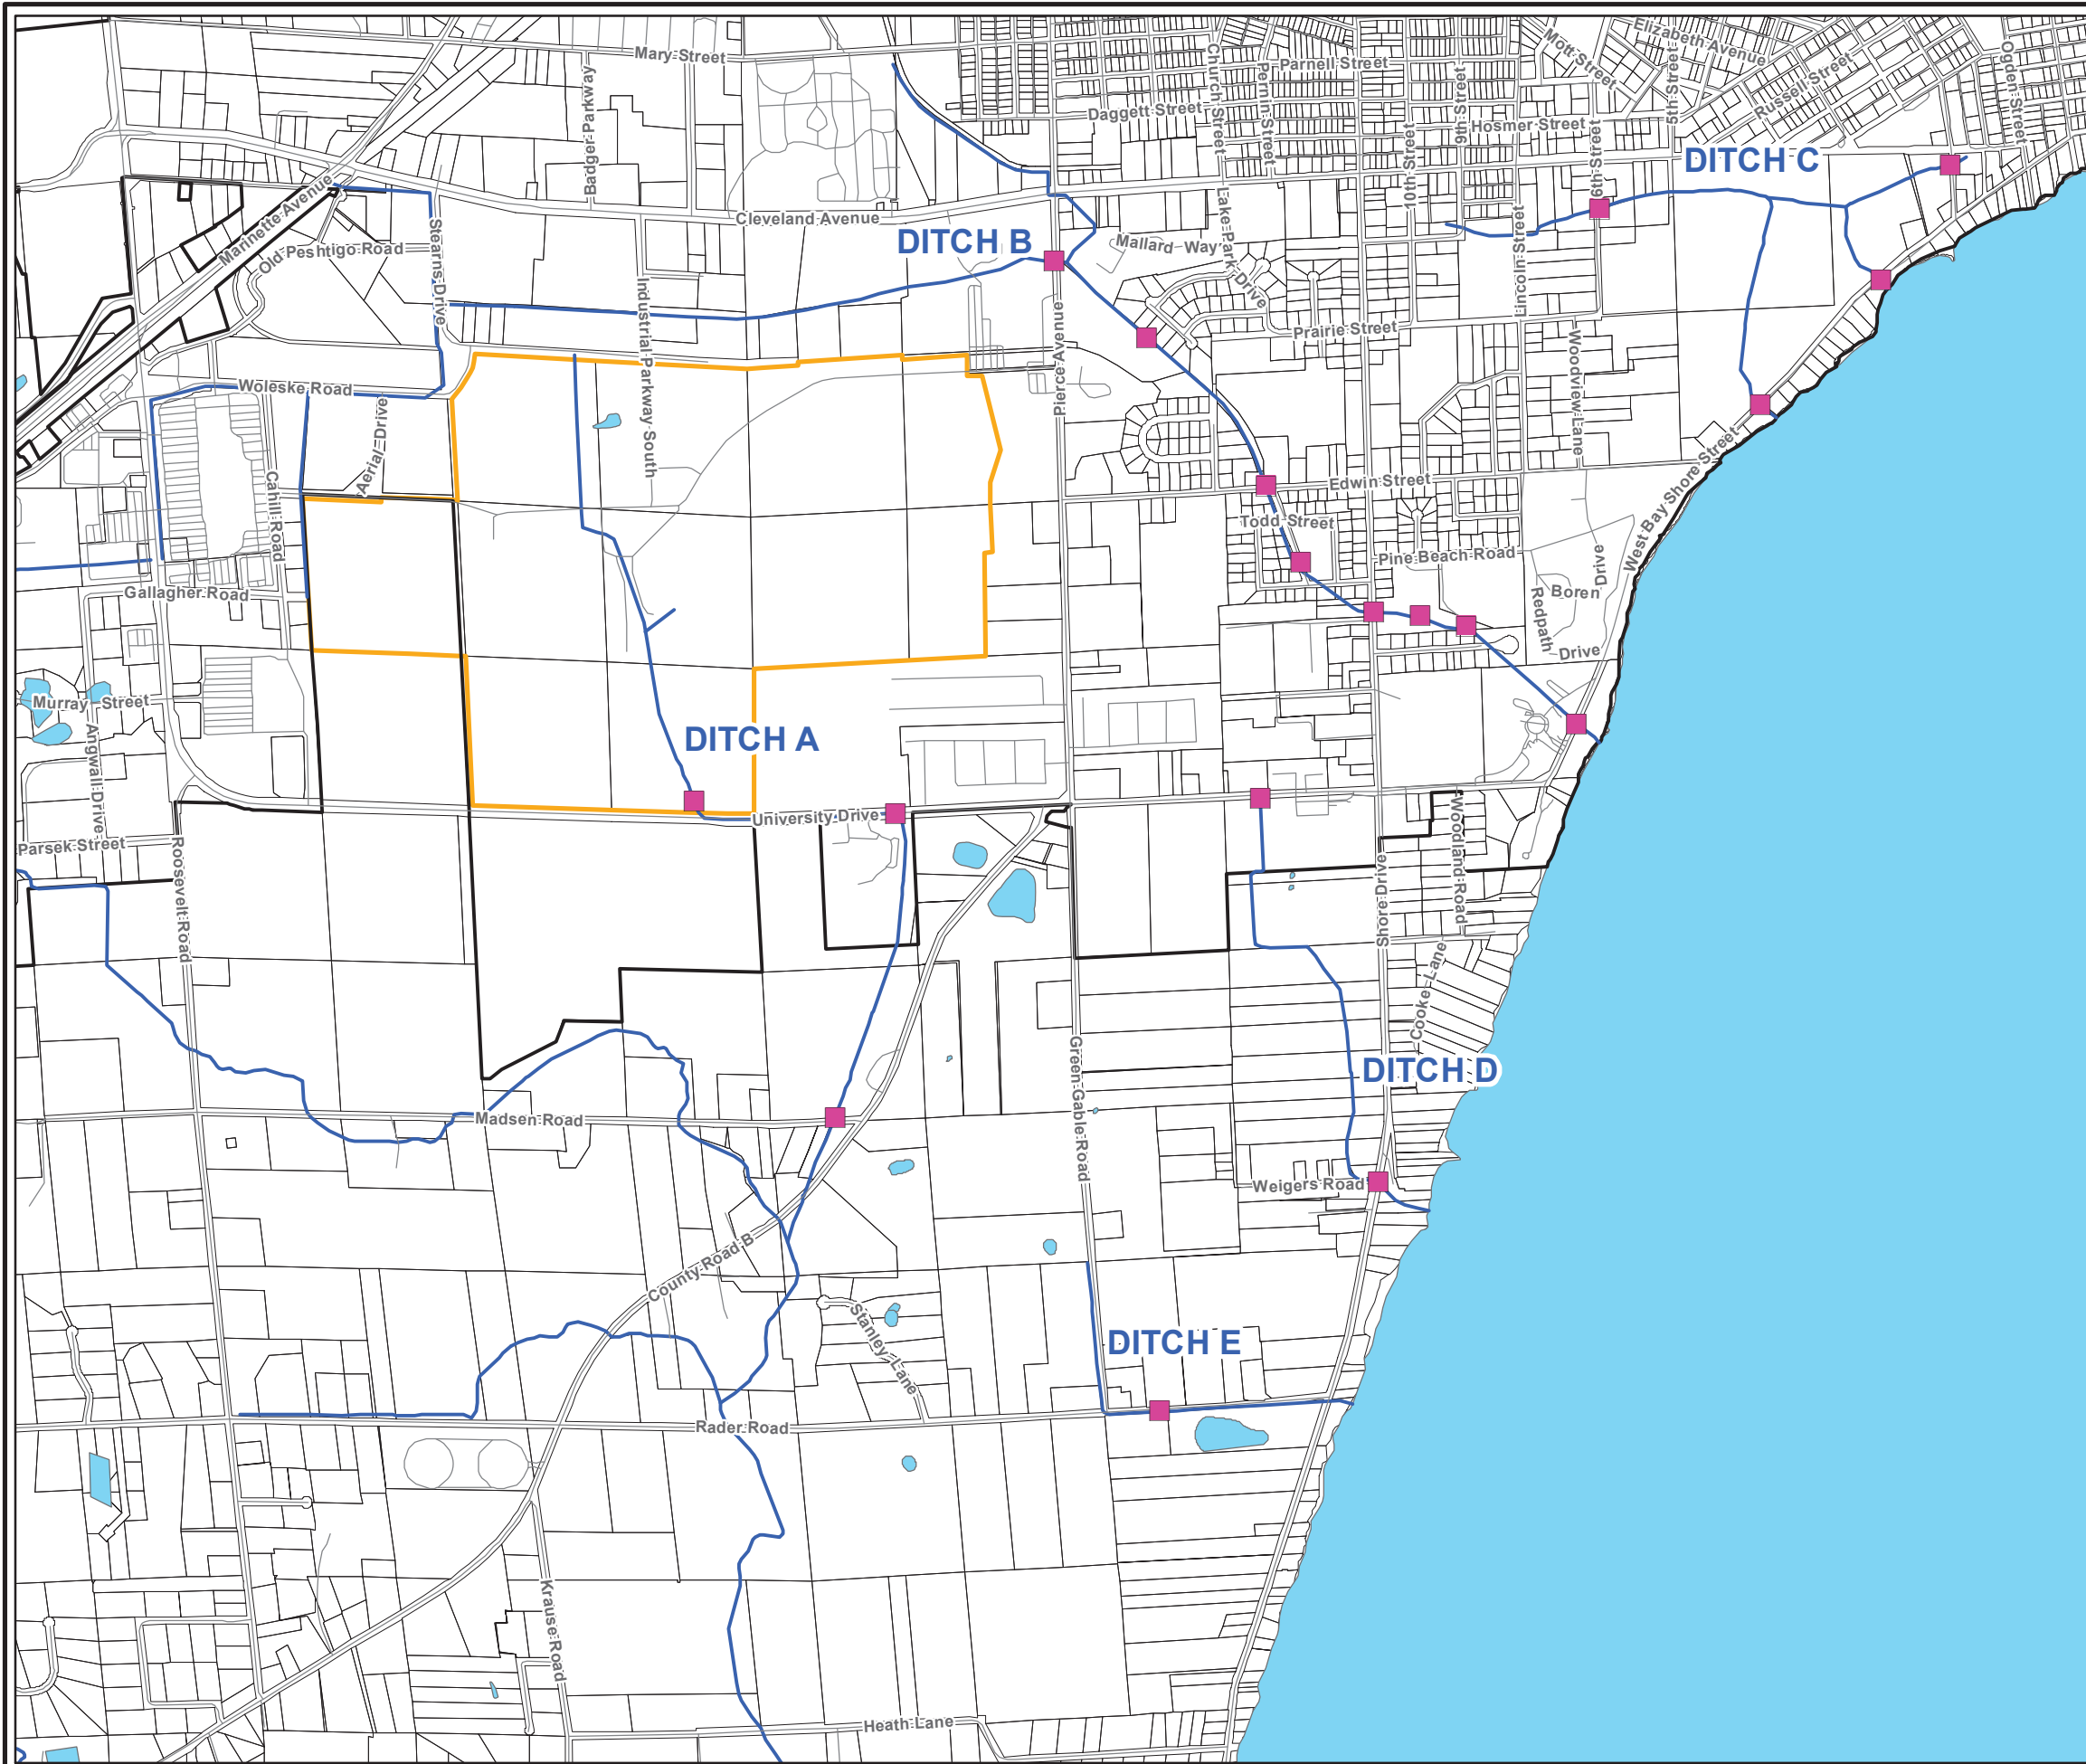 Mary Street
Badger Parkway
Church Street
Pernin Street
Parnell Street
Daggett Street
10th Street
9th Street
Mott Street
Elizabeth Avenue
5th Street
Russell Street
Ogden Street
Hosmer Street
6th Street
DITCH C
Marinette Avenue
Old Peshtigo Road
Stearns Drive
Cleveland Avenue
DITCH B
Mallard Way
Lake Park Drive
Lincoln Street
Industrial Parkway South
Pierce Avenue
Prairie Street
Woodview Lane
Woleske Road
Aerial Drive
Cahill Road
Edwin Street
Todd Street
Pine Beach Road
West Bay Shore Street
Gallagher Road
Boren
Drive
Redpath
Drive
Murray Street
Angwall Drive
DITCH A
University Drive
Parsek Street
Roosevelt Road
Shore Drive
Woodland Road
Cooke Lane
Green Gable Road
DITCH D
Madsen Road
Weigers Road
County Road B
Stanley Lane
DITCH E
Rader Road
Krause Road
Heath Lane